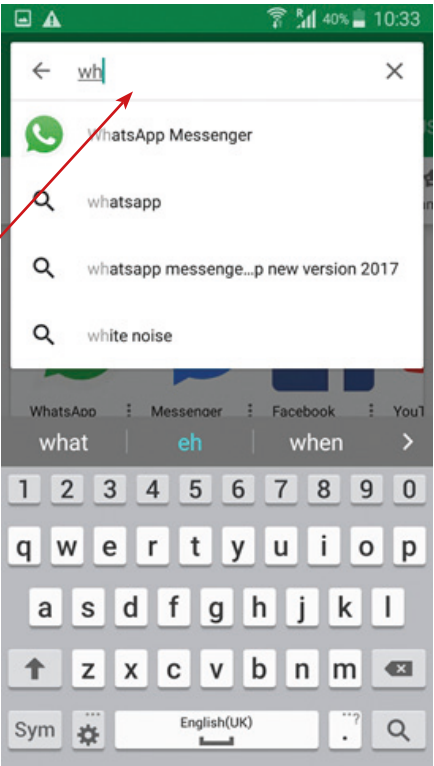 40% 10:33
wh
WhatsApp Messenger
whatsapp
whatsapp messenge...p new version 2017
white noise
WhatsApp Messenger Facebook
what eh when >
1 2 3 4 5 6 7 8 9 0
q w e r t y u i o p
a s d f g h j k l
z x c v b n m
Sym English(UK) ...? .